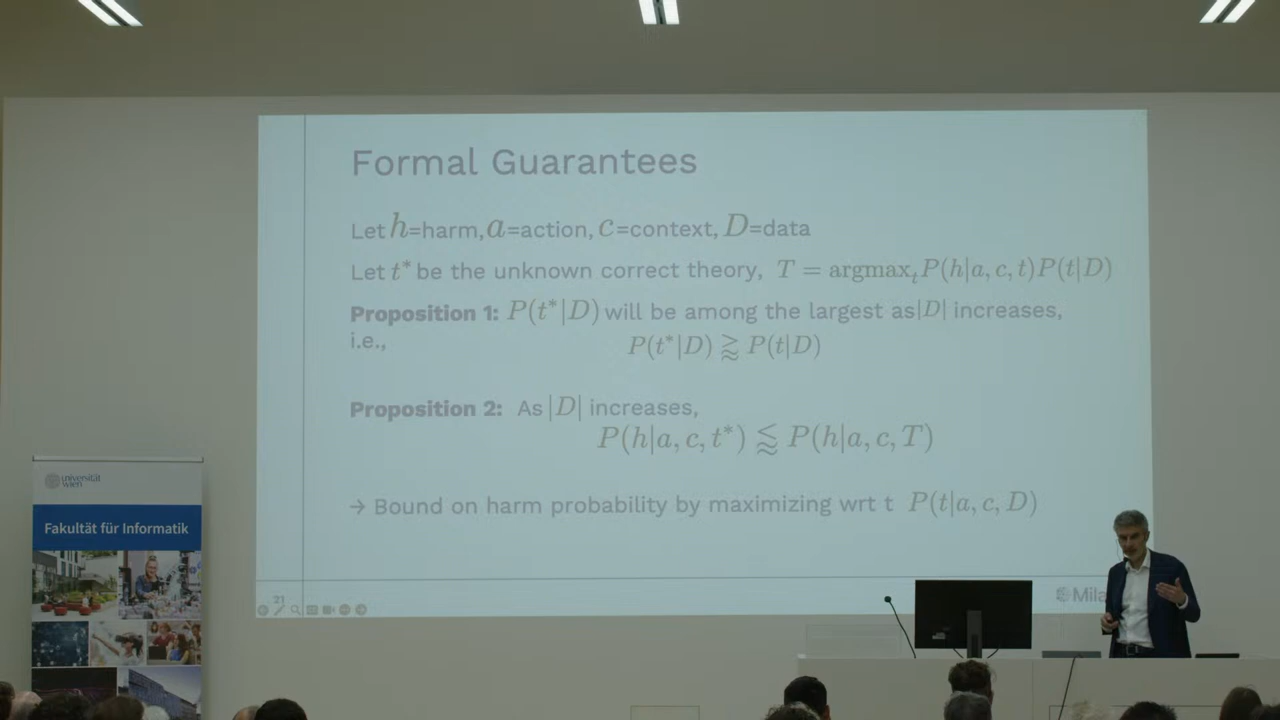 Formal Guarantees
Let h=harm, a=action, c=context, D=data
Let t* be the unknown correct theory, T = argmaxₜP(h|a, c, t)P(t|D)
Proposition 1: P(t*|D) will be among the largest as |D| increases,
i.e., P(t*|D) ⪆ P(t|D)
Proposition 2: As |D| increases,
P(h|a, c, t*) ⪅ P(h|a, c, T)
→ Bound on harm probability by maximizing wrt t P(t|a, c, D)
21
Mila
universität
wien
Fakultät für Informatik